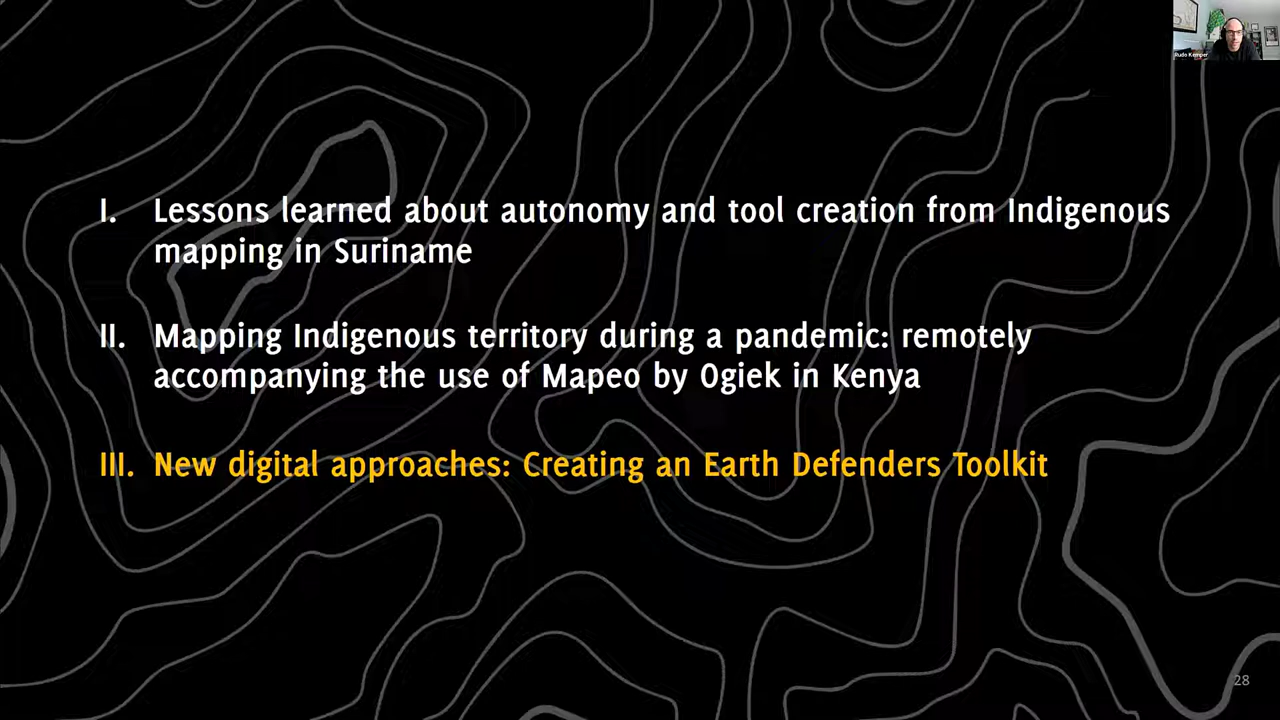 Rudo Kemper
I. Lessons learned about autonomy and tool creation from Indigenous
mapping in Suriname
II. Mapping Indigenous territory during a pandemic: remotely
accompanying the use of Mapeo by Ogiek in Kenya
III. New digital approaches: Creating an Earth Defenders Toolkit
28